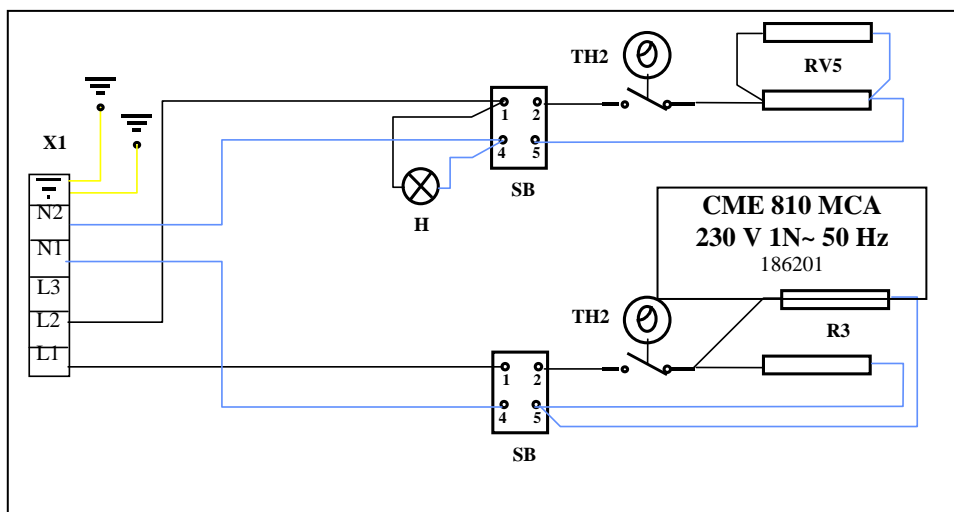 TH2
RV5
X1
1 2
4 5
SB
H
N2
N1
L3
L2
L1
CME 810 MCA
230 V 1N~ 50 Hz
186201
TH2
R3
1 2
4 5
SB